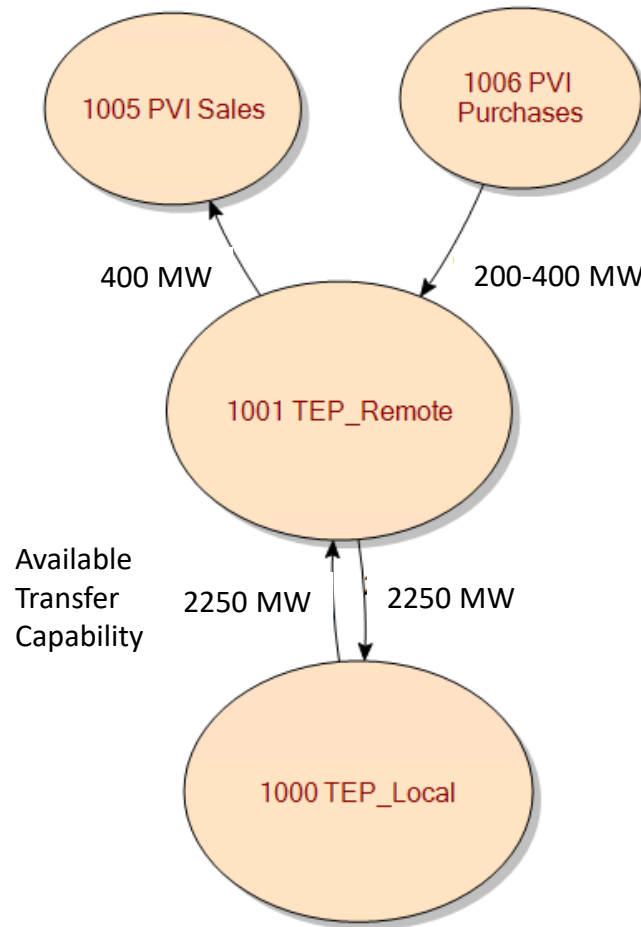 1005 PVI Sales
1006 PVI
Purchases
400 MW
200-400 MW
1001 TEP_Remote
Available
Transfer
Capability
2250 MW
2250 MW
1000 TEP_Local